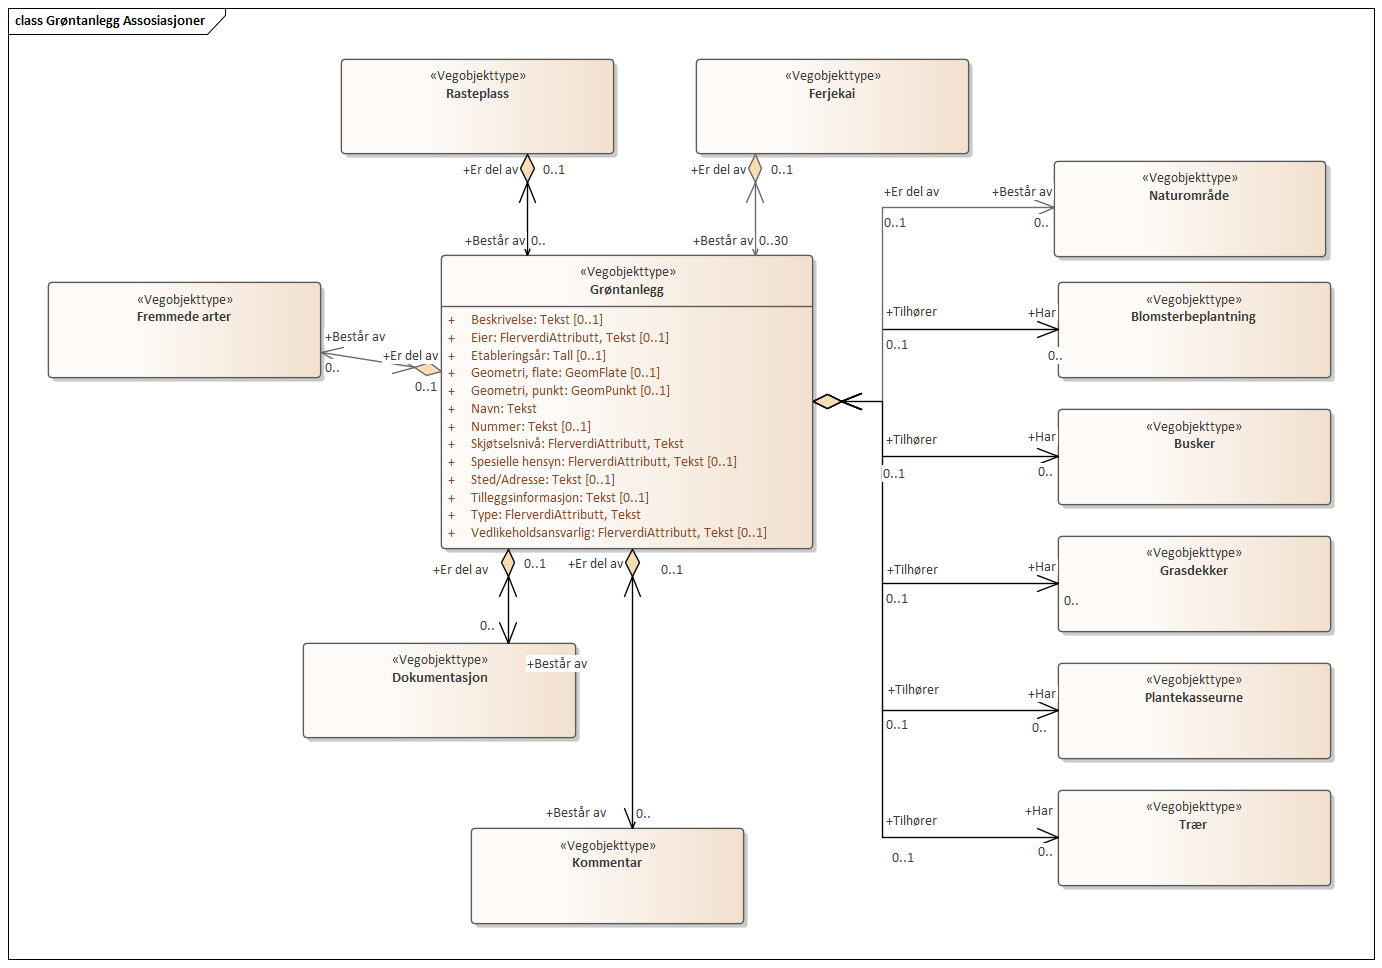 class Grøntanlegg Assosiasjoner
«Vegobjekttype»
Rasteplass
«Vegobjekttype»
Ferjekai
+Er del av
0..1
+Er del av
0..1
+Består av
0..
+Består av
0..30
«Vegobjekttype»
Naturområde
+Er del av
+Består av
0..1
0..
«Vegobjekttype»
Fremmede arter
+Består av
0..
+Er del av
0..1
«Vegobjekttype»
Grøntanlegg
+ Beskrivelse: Tekst [0..1]
+ Eier: FlerverdiAttributt, Tekst [0..1]
+ Etableringsår: Tall [0..1]
+ Geometri, flate: GeomFlate [0..1]
+ Geometri, punkt: GeomPunkt [0..1]
+ Navn: Tekst
+ Nummer: Tekst [0..1]
+ Skjøtselsnivå: FlerverdiAttributt, Tekst
+ Spesielle hensyn: FlerverdiAttributt, Tekst [0..1]
+ Sted/Adresse: Tekst [0..1]
+ Tilleggsinformasjon: Tekst [0..1]
+ Type: FlerverdiAttributt, Tekst
+ Vedlikeholdsansvarlig: FlerverdiAttributt, Tekst [0..1]
«Vegobjekttype»
Blomsterbeplantning
+Tilhører
+Har
0..1
0..
«Vegobjekttype»
Busker
+Tilhører
+Har
0..1
0..
«Vegobjekttype»
Grasdekker
+Tilhører
+Har
0..1
0..
«Vegobjekttype»
Plantekasseurne
+Tilhører
+Har
0..1
0..
«Vegobjekttype»
Trær
+Tilhører
+Har
0..1
0..
+Er del av
0..1
+Er del av
0..1
0..
«Vegobjekttype»
Dokumentasjon
+Består av
+Består av
0..
«Vegobjekttype»
Kommentar